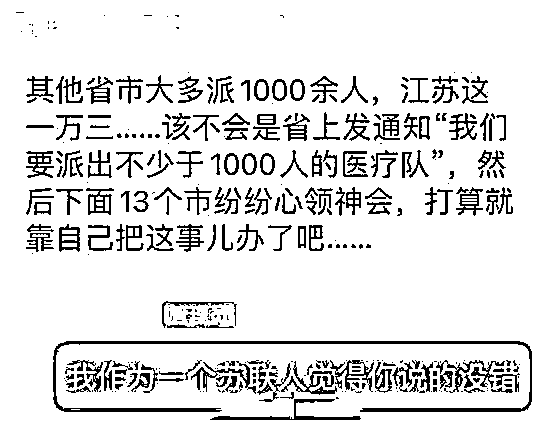 其他省市大多派1000余人，江苏这
一万三……该不会是省上发通知“我们
要派出不少于1000人的医疗队”，然
后下面13个市纷纷心领神会，打算就
靠自己把这事儿办了吧……
管理员
我作为一个苏联人觉得你说的没错